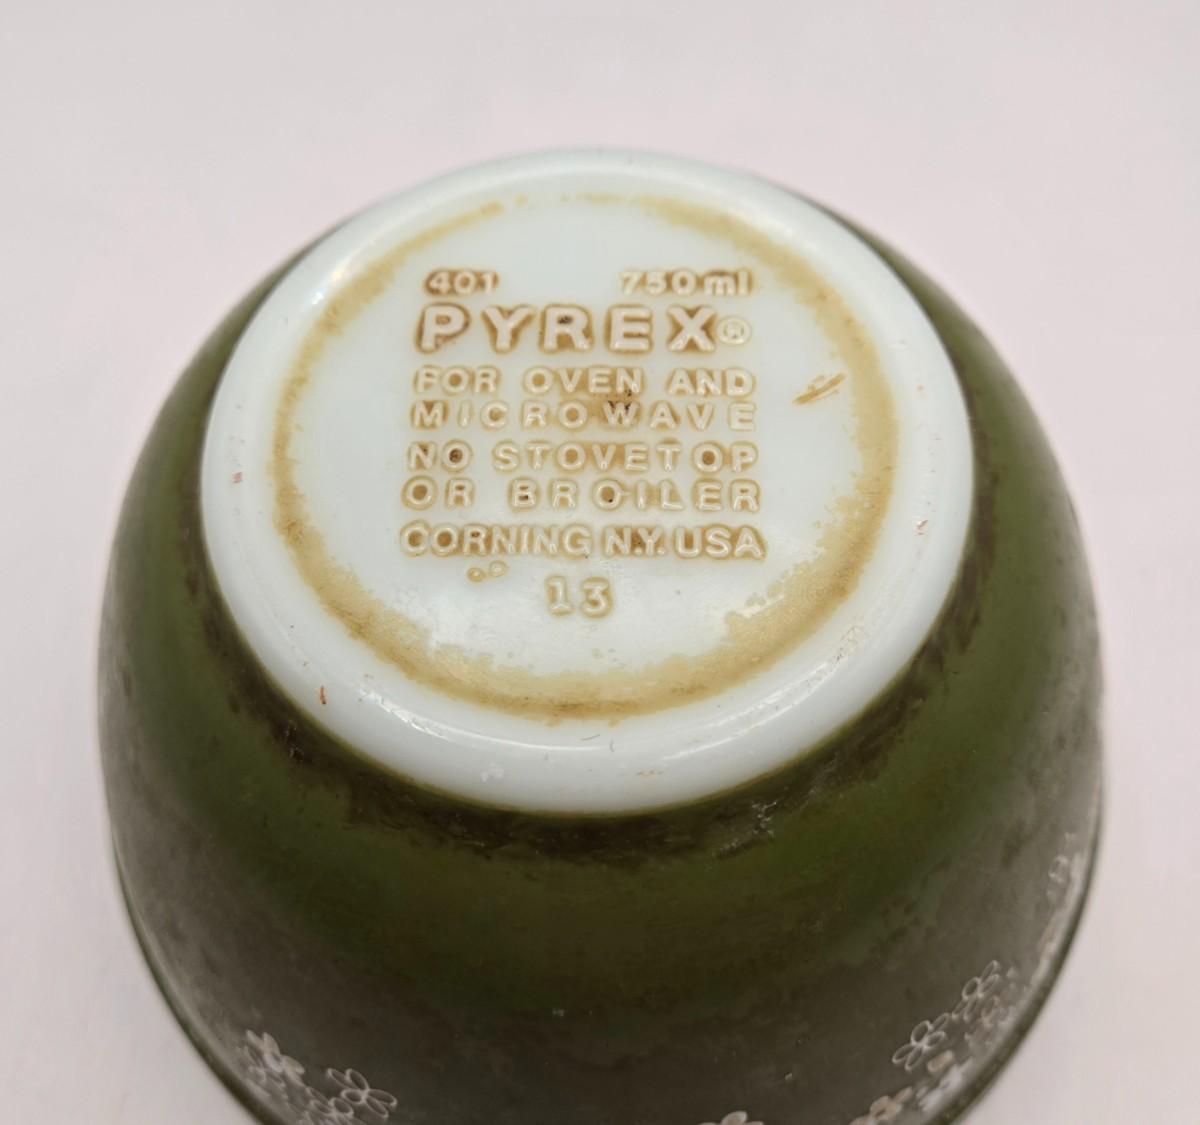 401 750ml
PYREX®
FOR OVEN AND
MICROWAVE
NO STOVETOP
OR BROILER
CORNING N.Y. USA
13